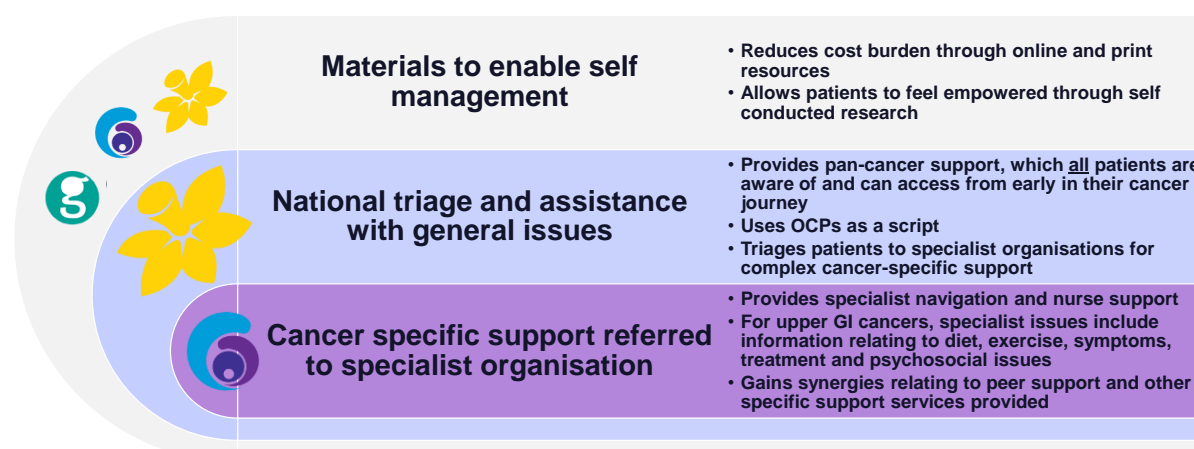 Materials to enable self
management
• Reduces cost burden through online and print
resources
• Allows patients to feel empowered through self
conducted research
g
National triage and assistance
with general issues
• Provides pan-cancer support, which all patients are
aware of and can access from early in their cancer
journey
• Uses OCPs as a script
• Triages patients to specialist organisations for
complex cancer-specific support
Cancer specific support referred
to specialist organisation
• Provides specialist navigation and nurse support
• For upper GI cancers, specialist issues include
information relating to diet, exercise, symptoms,
treatment and psychosocial issues
• Gains synergies relating to peer support and other
specific support services provided